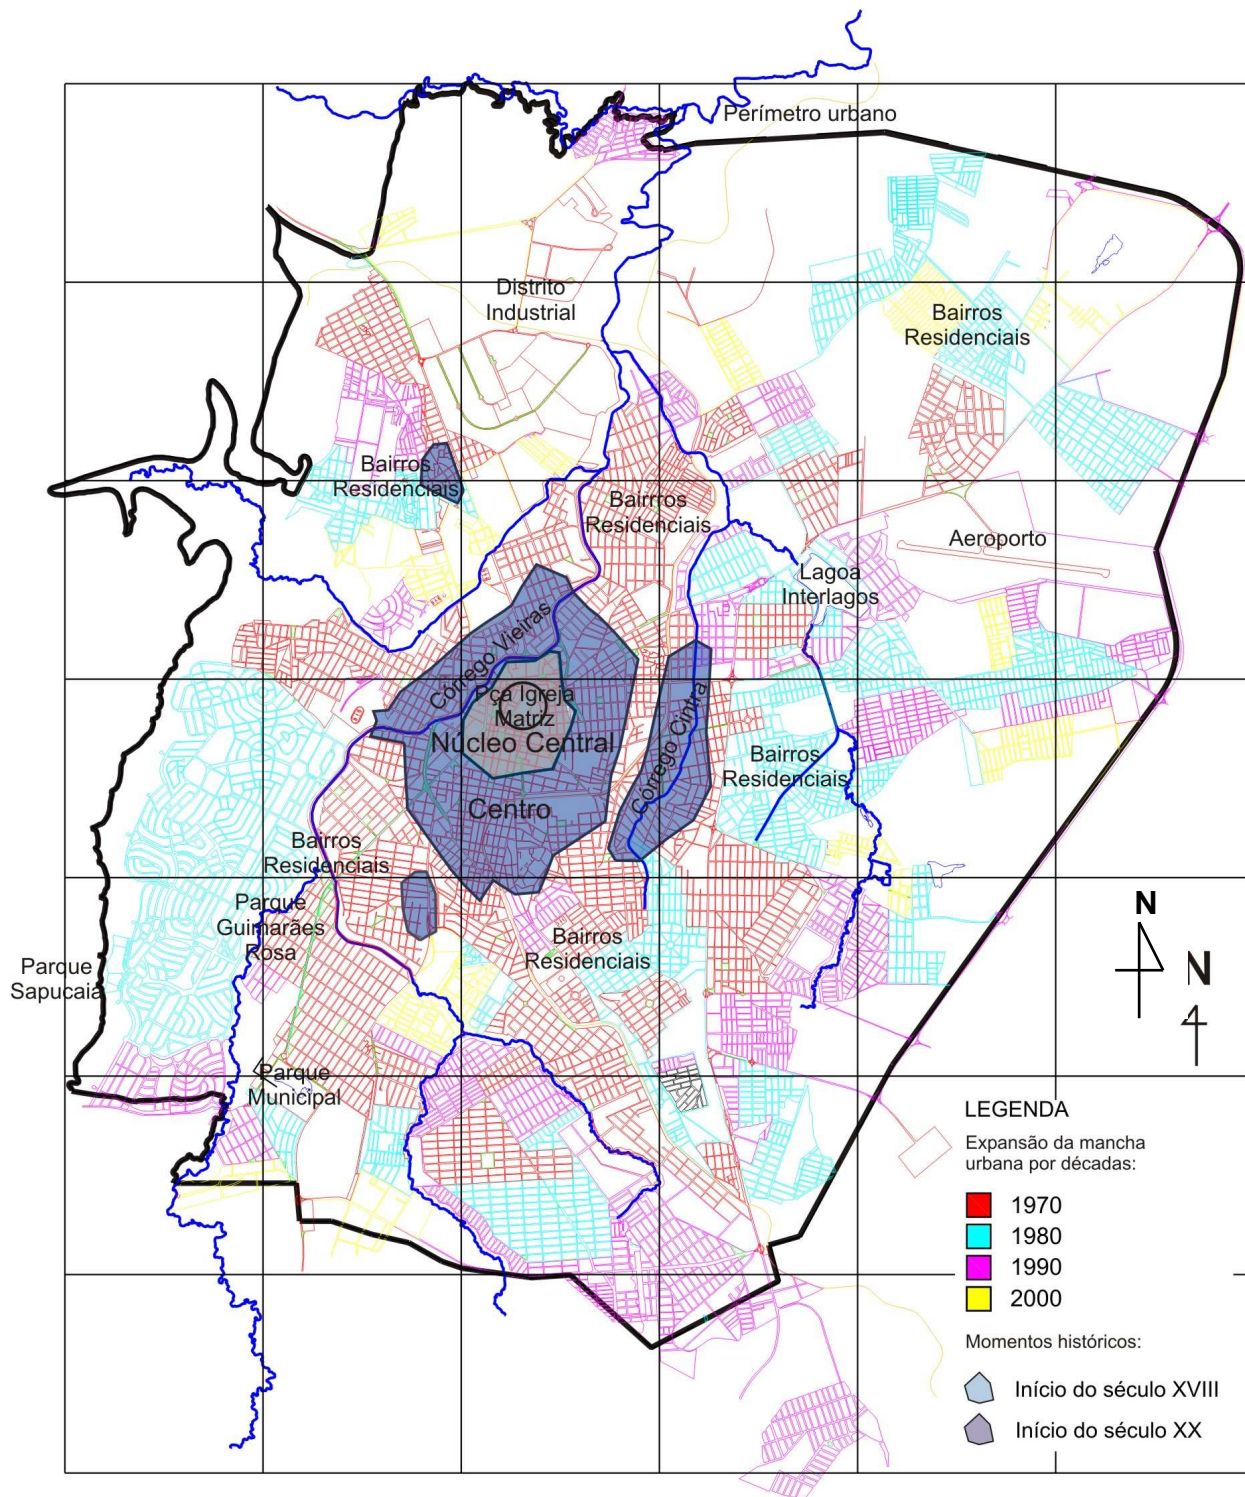 Perímetro urbano
Distrito
Industrial
Bairros
Residenciais
Bairros
Residenciais
Bairrros
Residenciais
Aeroporto
Lagoa
Interlagos
Córrego Vieiras
Pça Igreja
Matriz
Núcleo Central
Córrego Cintra
Bairros
Residenciais
Centro
Bairros
Residenciais
Parque
Guimarães
Rosa
Bairros
Residenciais
Parque
Sapucaia
N
N
Parque
Municipal
LEGENDA
Expansão da mancha
urbana por décadas:
1970
1980
1990
2000
Momentos históricos:
Início do século XVIII
Início do século XX